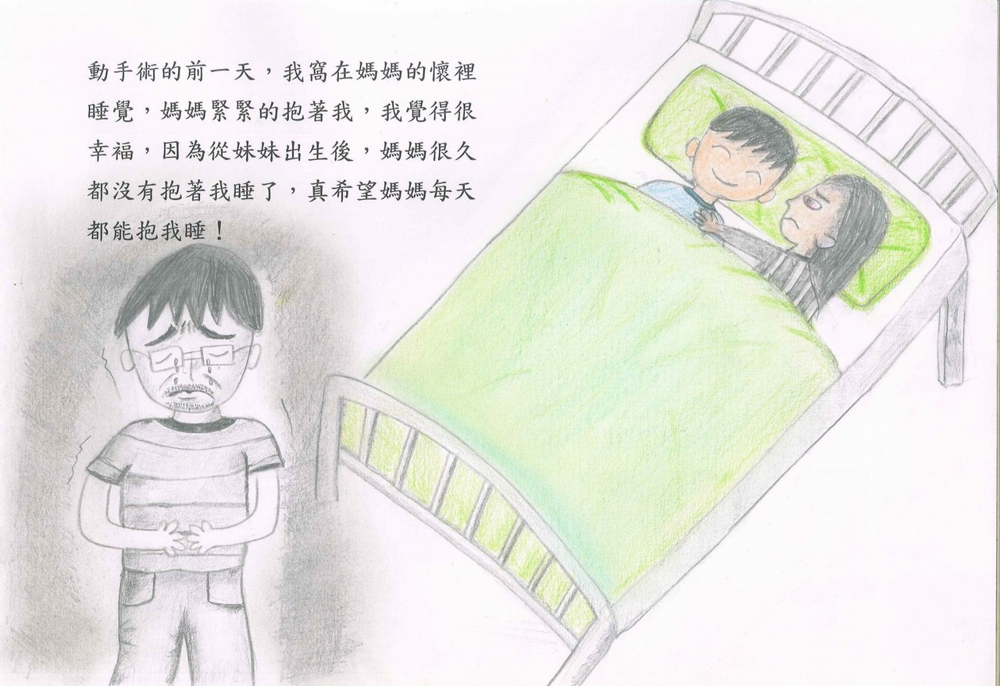 動手術的前一天，我窩在媽媽的懷裡
睡覺，媽媽緊緊的抱著我，我覺得很
幸福，因為從妹妹出生後，媽媽很久
都沒有抱著我睡了，真希望媽媽每天
都能抱我睡！